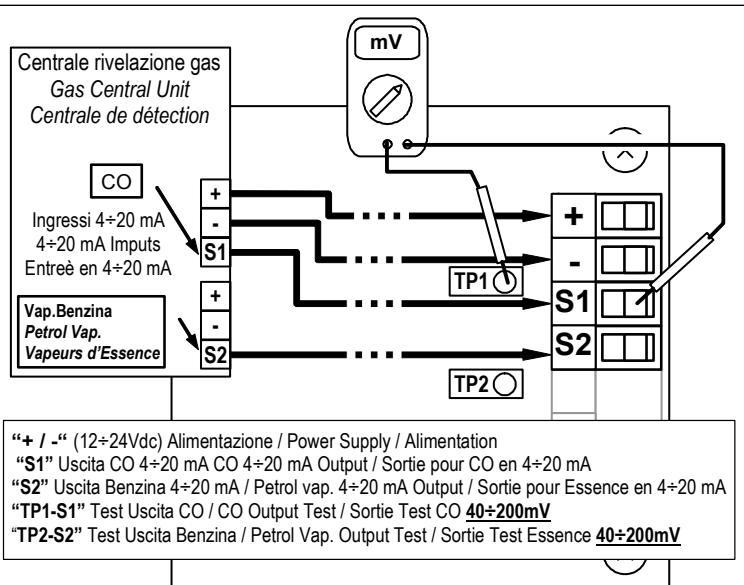 mV
Centrale rivelazione gas
Gas Central Unit
Centrale de détection
CO
Ingressi 4÷20 mA
4÷20 mA Imputs
Entreè en 4÷20 mA
+
-
S1
Vap.Benzina
Petrol Vap.
Vapeurs d'Essence
+
-
S2
+
-
S1
S2
TP1
TP2
“+ / -“ (12÷24Vdc) Alimentazione / Power Supply / Alimentation
“S1” Uscita CO 4÷20 mA CO 4÷20 mA Output / Sortie pour CO en 4÷20 mA
“S2” Uscita Benzina 4÷20 mA / Petrol vap. 4÷20 mA Output / Sortie pour Essence en 4÷20 mA
“TP1-S1” Test Uscita CO / CO Output Test / Sortie Test CO 40÷200mV
“TP2-S2” Test Uscita Benzina / Petrol Vap. Output Test / Sortie Test Essence 40÷200mV